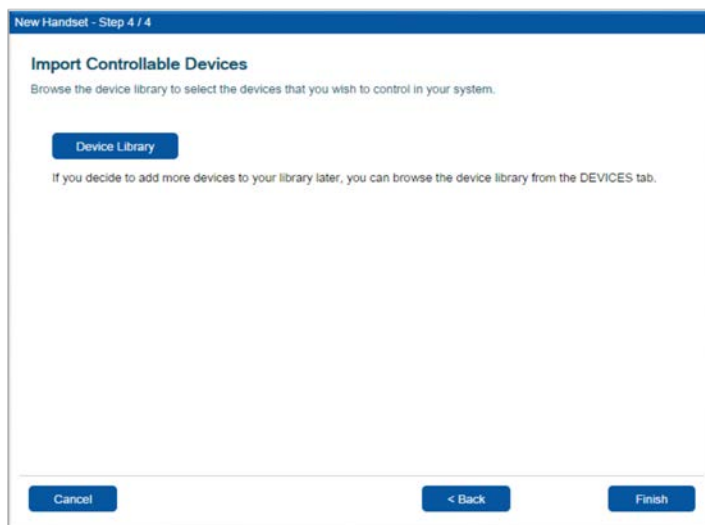 New Handset - Step 4 / 4
Import Controllable Devices
Browse the device library to select the devices that you wish to control in your system.
Device Library
If you decide to add more devices to your library later, you can browse the device library from the DEVICES tab.
Cancel
< Back
Finish